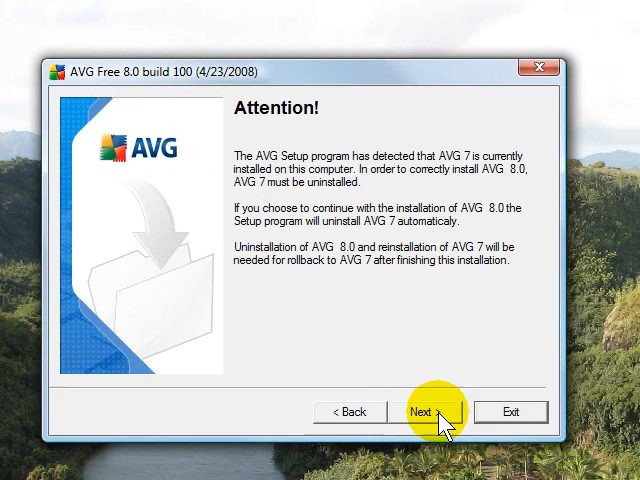 AVG Free 8.0 build 100 (4/23/2008)
AVG
Attention!
The AVG Setup program has detected that AVG 7 is currently
installed on this computer. In order to correctly install AVG  8.0,
AVG 7 must be uninstalled.
If you choose to continue with the installation of AVG  8.0 the
Setup program will uninstall AVG 7 automaticaly.
Uninstallation of AVG  8.0 and reinstallation of AVG 7 will be
needed for rollback to AVG 7 after finishing this installation.
< Back Next > Exit